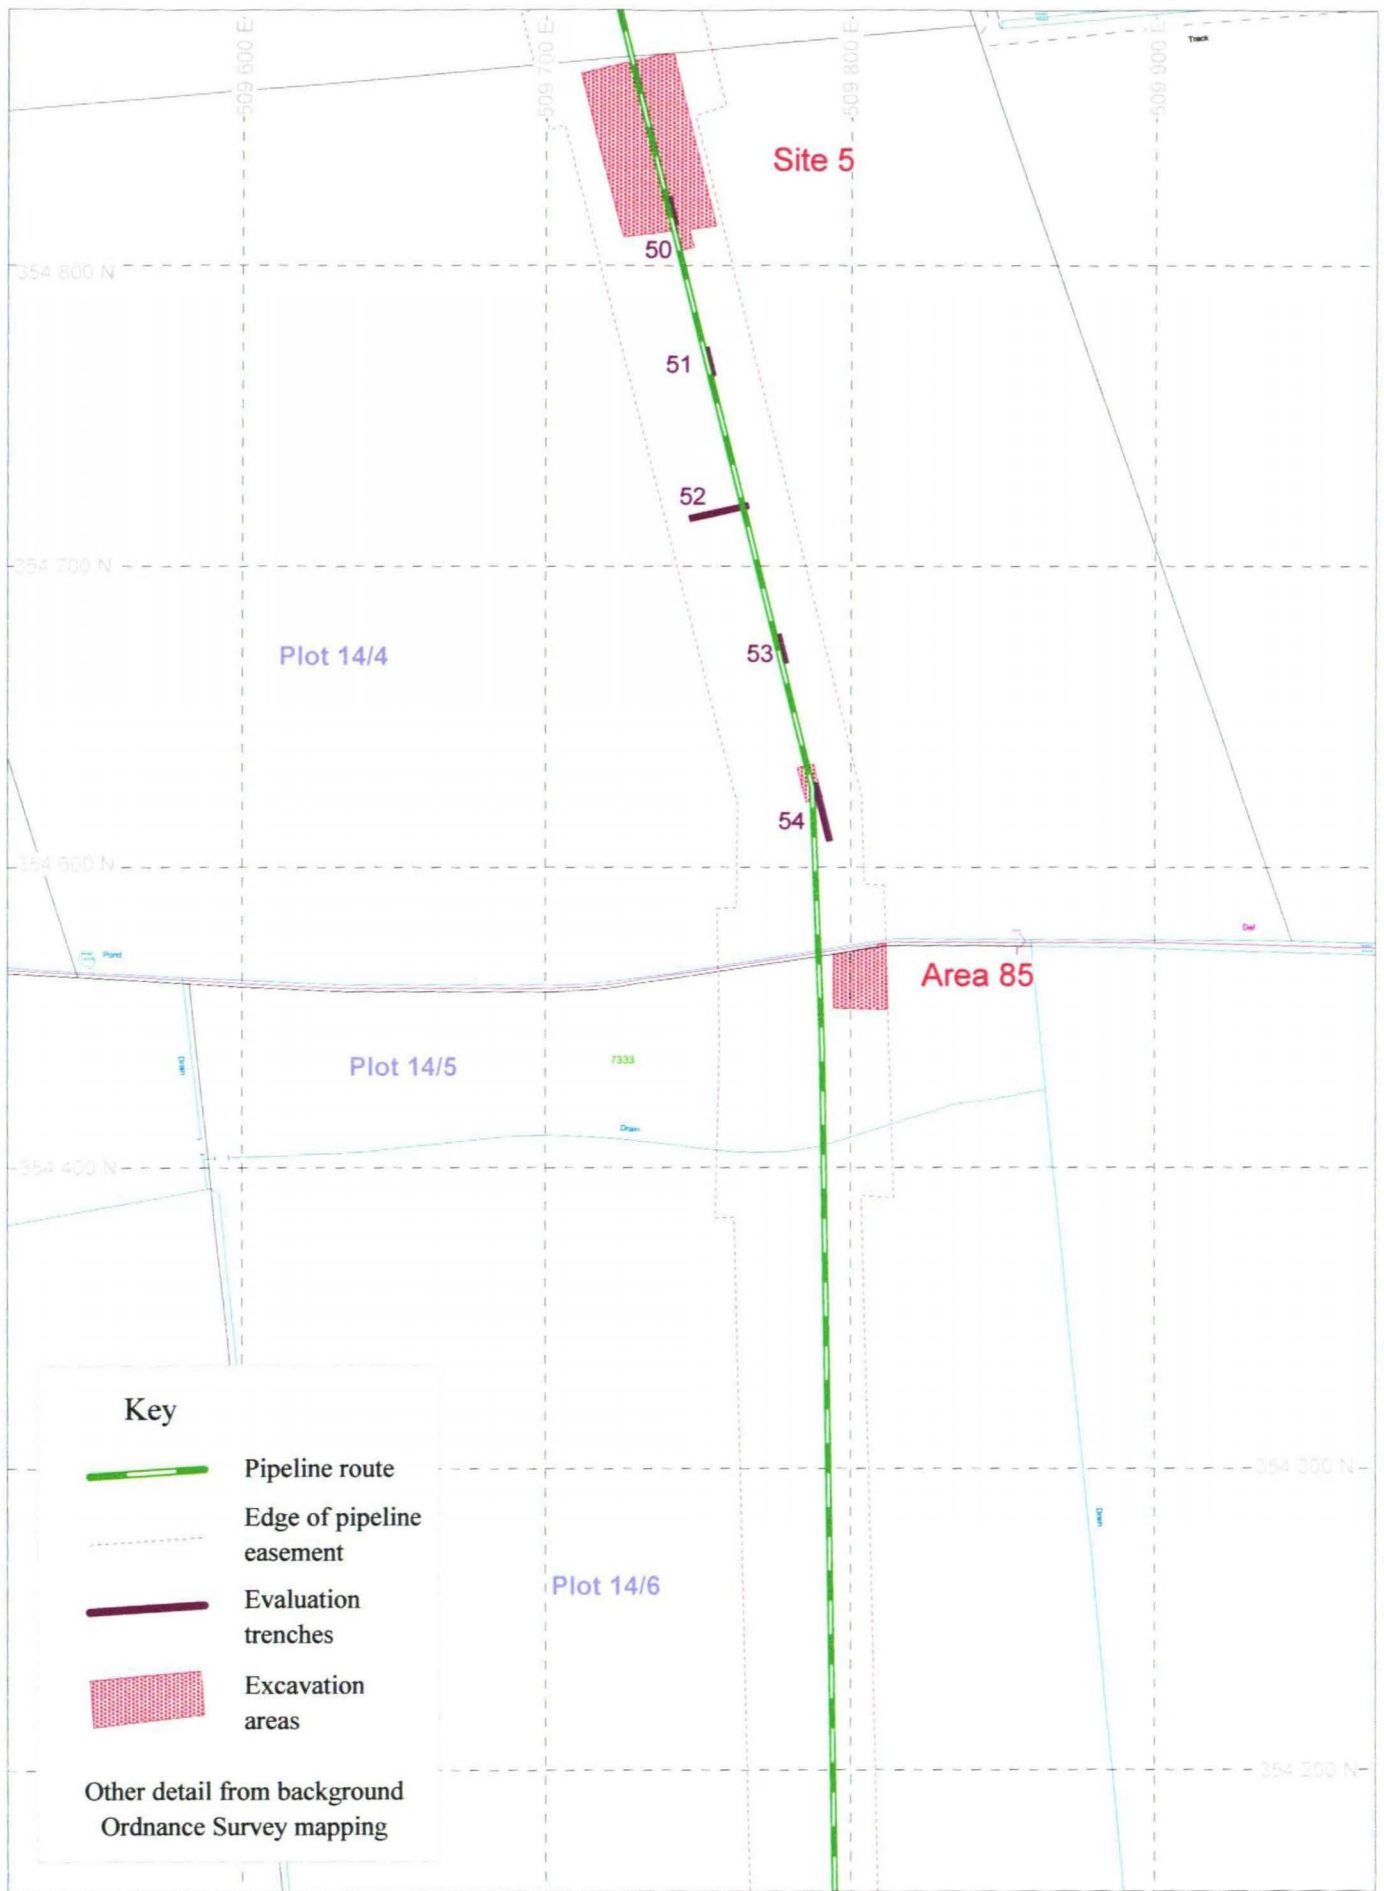 509 600 E
509 700 E
509 800 E
509 900 E
Track
Site 5
50
354 800 N
51
52
354 700 N
Plot 14/4
53
54
354 600 N
Pond
Def
Area 85
Drain
Plot 14/5
7333
Drain
354 400 N
Key
Pipeline route
354 300 N
Edge of pipeline
easement
Drain
Plot 14/6
Evaluation
trenches
Excavation
areas
354 200 N
Other detail from background
Ordnance Survey mapping